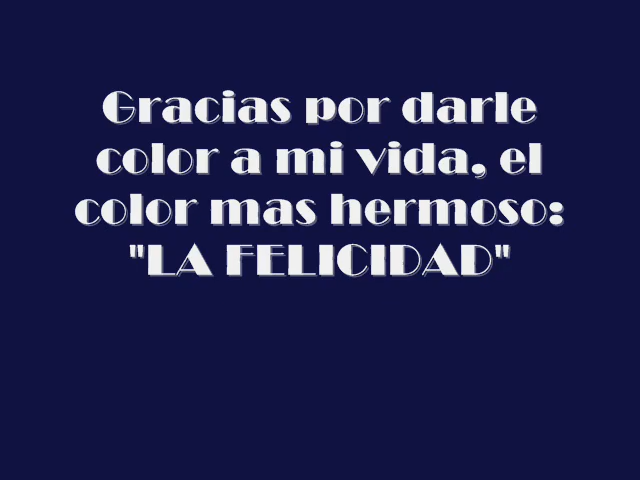 Gracias por darle
color a mi vida, el
color mas hermoso:
"LA FELICIDAD"